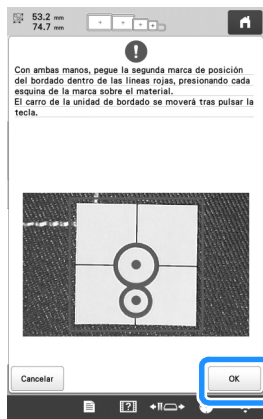 53.2 mm
74.7 mm
Con ambas manos, pegue la segunda marca de posición
del bordado dentro de las líneas rojas, presionando cada
esquina de la marca sobre el material.
El carro de la unidad de bordado se moverá tras pulsar la
tecla.
Cancelar
OK